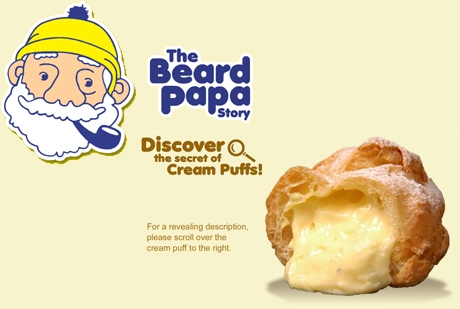 The
Beard
Papa
Story
Discover
the secret of
Cream Puffs!
For a revealing description,
please scroll over the
cream puff to the right.